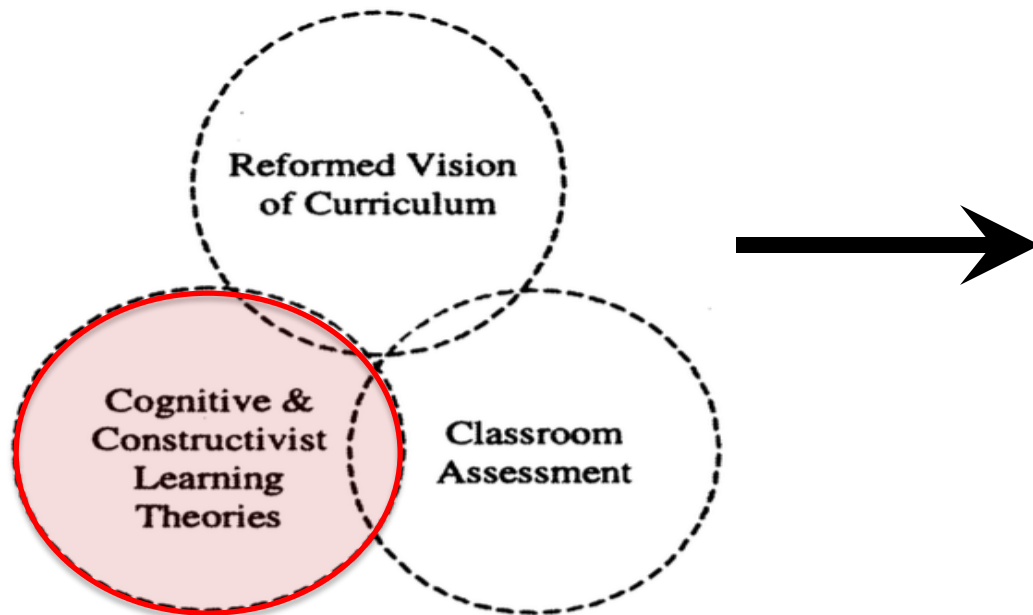 Reformed Vision
of Curriculum
Cognitive &
Constructivist
Learning
Theories
Classroom
Assessment